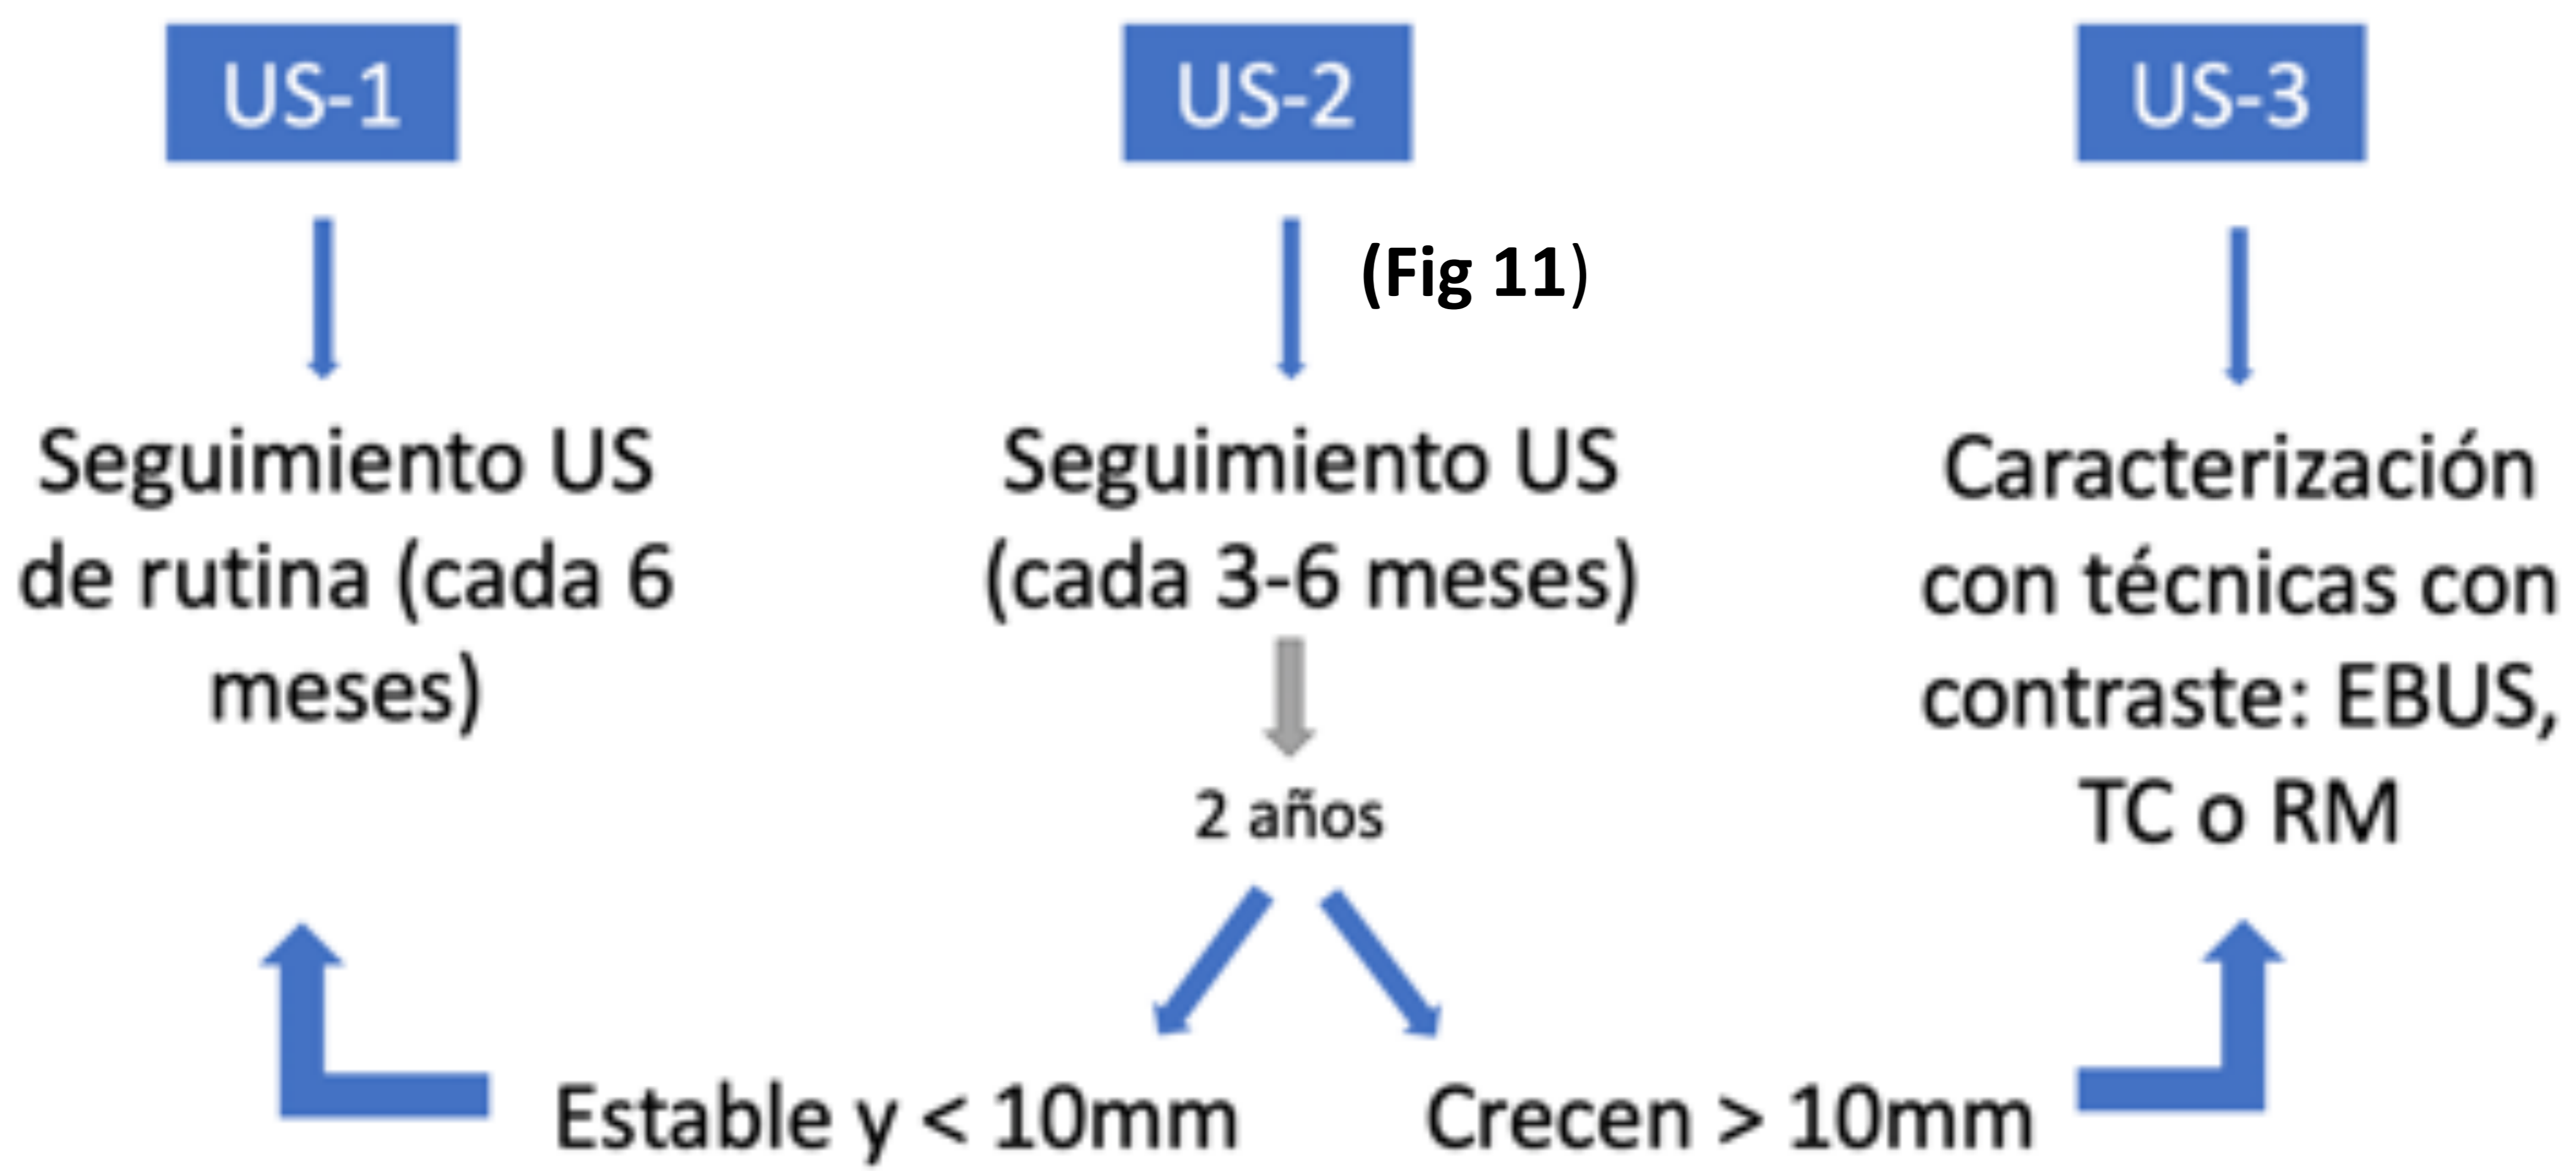 US-1
US-2
US-3
(Fig 11)
Seguimiento US
de rutina (cada 6
meses)
Seguimiento US
(cada 3-6 meses)
2 años
Caracterización
con técnicas con
contraste: EBUS,
TC o RM
Estable y < 10mm
Crecen > 10mm